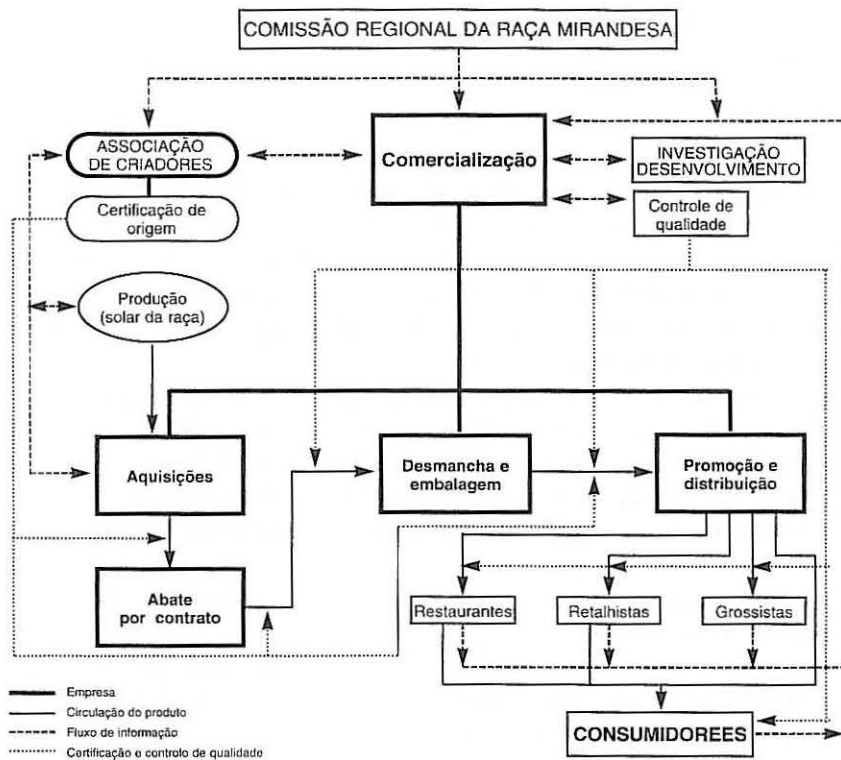 COMISSÃO REGIONAL DA RAÇA MIRANDESA
ASSOCIAÇÃO
DE CRIADORES
Comercialização
INVESTIGAÇÃO
DESENVOLVIMENTO
Certificação de
origem
Controle de
qualidade
Produção
(solar da raça)
Aquisições
Desmancha e
embalagem
Promoção e
distribuição
Abate
por contrato
Restaurantes
Retalhistas
Grossistas
Empresa
Circulação do produto
Fluxo de informação
Certificação e controlo de qualidade
CONSUMIDOREES